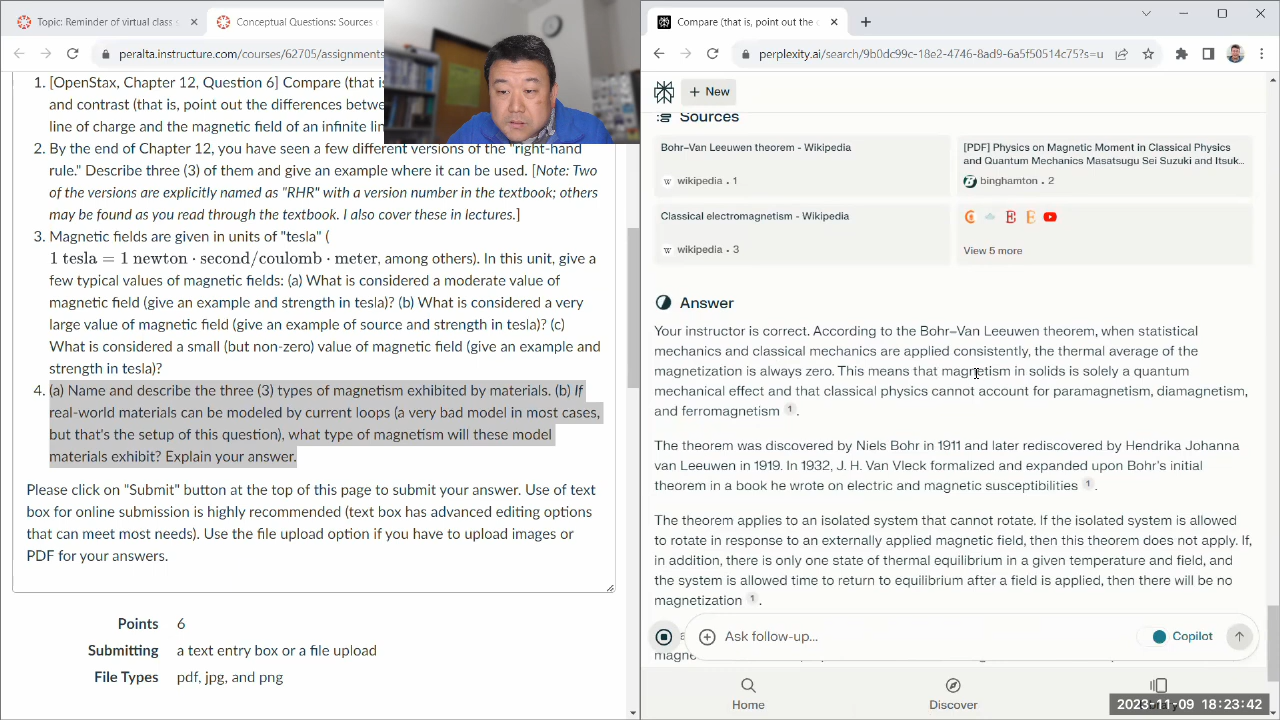 Topic: Reminder of virtual class
Conceptual Questions: Sources
Compare (that is, point out the
peralta.instructure.com/courses/62705/assignments
perplexity.ai/search/9b0dc99c-18e2-4746-8ad9-6a5f50514c75?s=u
1. [OpenStax Chapter 12, Question 6] Compare (that is
and contrast (that is, point out the differences betwe
line of charge and the magnetic field of an infinite lin
2. By the end of Chapter 12, you have seen a few different versions of the "right-hand
rule." Describe three (3) of them and give an example where it can be used. [Note: Two
of the versions are explicitly named as "RHR" with a version number in the textbook; others
may be found as you read through the textbook. I also cover these in lectures.]
3. Magnetic fields are given in units of "tesla" (
1 tesla = 1 newton · second/coulomb · meter, among others). In this unit, give a
few typical values of magnetic fields: (a) What is considered a moderate value of
magnetic field (give an example and strength in tesla)? (b) What is considered a very
large value of magnetic field (give an example of source and strength in tesla)? (c)
What is considered a small (but non-zero) value of magnetic field (give an example and
strength in tesla)?
4. (a) Name and describe the three (3) types of magnetism exhibited by materials. (b) If
real-world materials can be modeled by current loops (a very bad model in most cases,
but that's the setup of this question), what type of magnetism will these model
materials exhibit? Explain your answer.
Please click on "Submit" button at the top of this page to submit your answer. Use of text
box for online submission is highly recommended (text box has advanced editing options
that can meet most needs). Use the file upload option if you have to upload images or
PDF for your answers.
Points 6
Submitting a text entry box or a file upload
File Types pdf, jpg, and png
+ New
Sources
Bohr–Van Leeuwen theorem - Wikipedia
wikipedia · 1
[PDF] Physics on Magnetic Moment in Classical Physics
and Quantum Mechanics Masatsugu Sei Suzuki and Itsuk...
binghamton · 2
Classical electromagnetism - Wikipedia
wikipedia · 3
View 5 more
Answer
Your instructor is correct. According to the Bohr–Van Leeuwen theorem, when statistical
mechanics and classical mechanics are applied consistently, the thermal average of the
magnetization is always zero. This means that magnetism in solids is solely a quantum
mechanical effect and that classical physics cannot account for paramagnetism, diamagnetism,
and ferromagnetism 1.
The theorem was discovered by Niels Bohr in 1911 and later rediscovered by Hendrika Johanna
van Leeuwen in 1919. In 1932, J. H. Van Vleck formalized and expanded upon Bohr's initial
theorem in a book he wrote on electric and magnetic susceptibilities 1.
The theorem applies to an isolated system that cannot rotate. If the isolated system is allowed
to rotate in response to an externally applied magnetic field, then this theorem does not apply. If,
in addition, there is only one state of thermal equilibrium in a given temperature and field, and
the system is allowed time to return to equilibrium after a field is applied, then there will be no
magnetization 1.
Ask follow-up...
Copilot
Home
Discover
2023-11-09 18:23:42